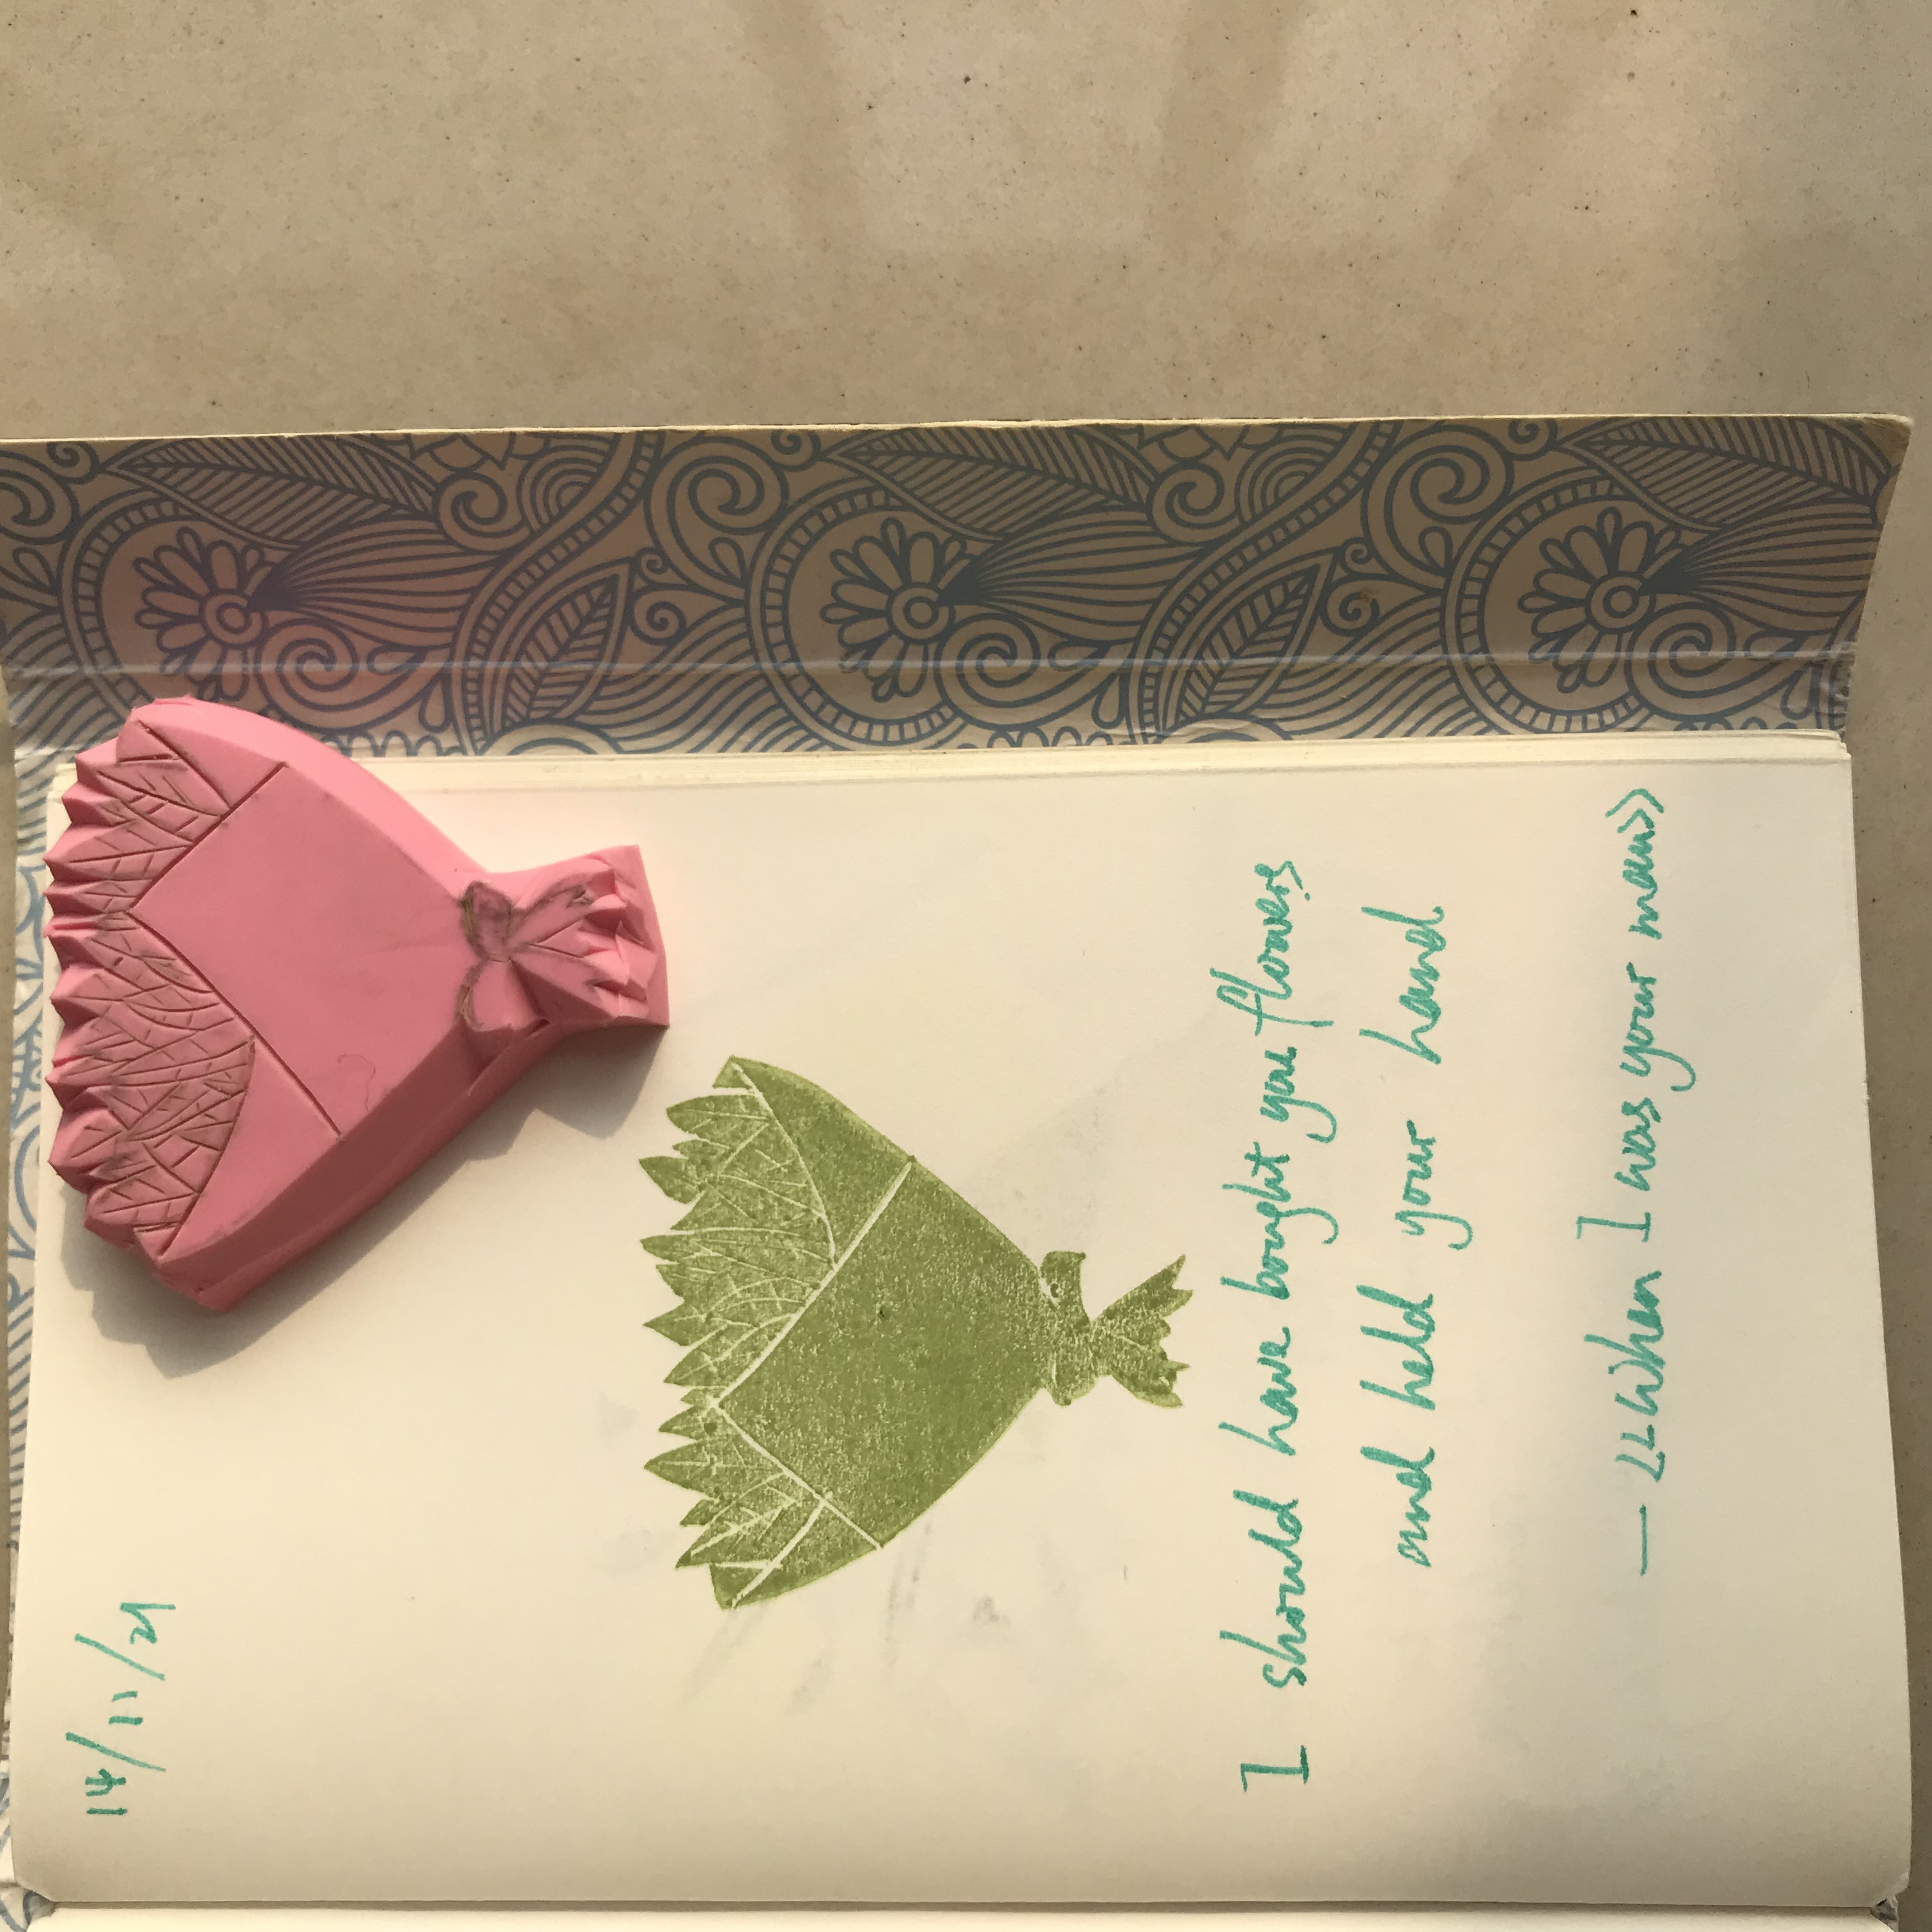 14/11/21
I should have bought you flowers
and held your hand
— <<When I was your man>>